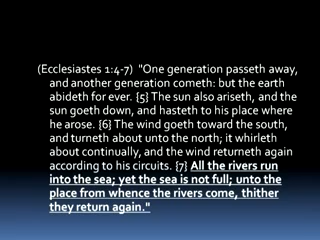 (Ecclesiastes 1:4-7)  "One generation passeth away,
and another generation cometh: but the earth
abideth for ever. {5} The sun also ariseth, and the
sun goeth down, and hasteth to his place where
he arose. {6} The wind goeth toward the south,
and turneth about unto the north; it whirleth
about continually, and the wind returneth again
according to his circuits. {7} All the rivers run
into the sea; yet the sea is not full; unto the
place from whence the rivers come, thither
they return again."